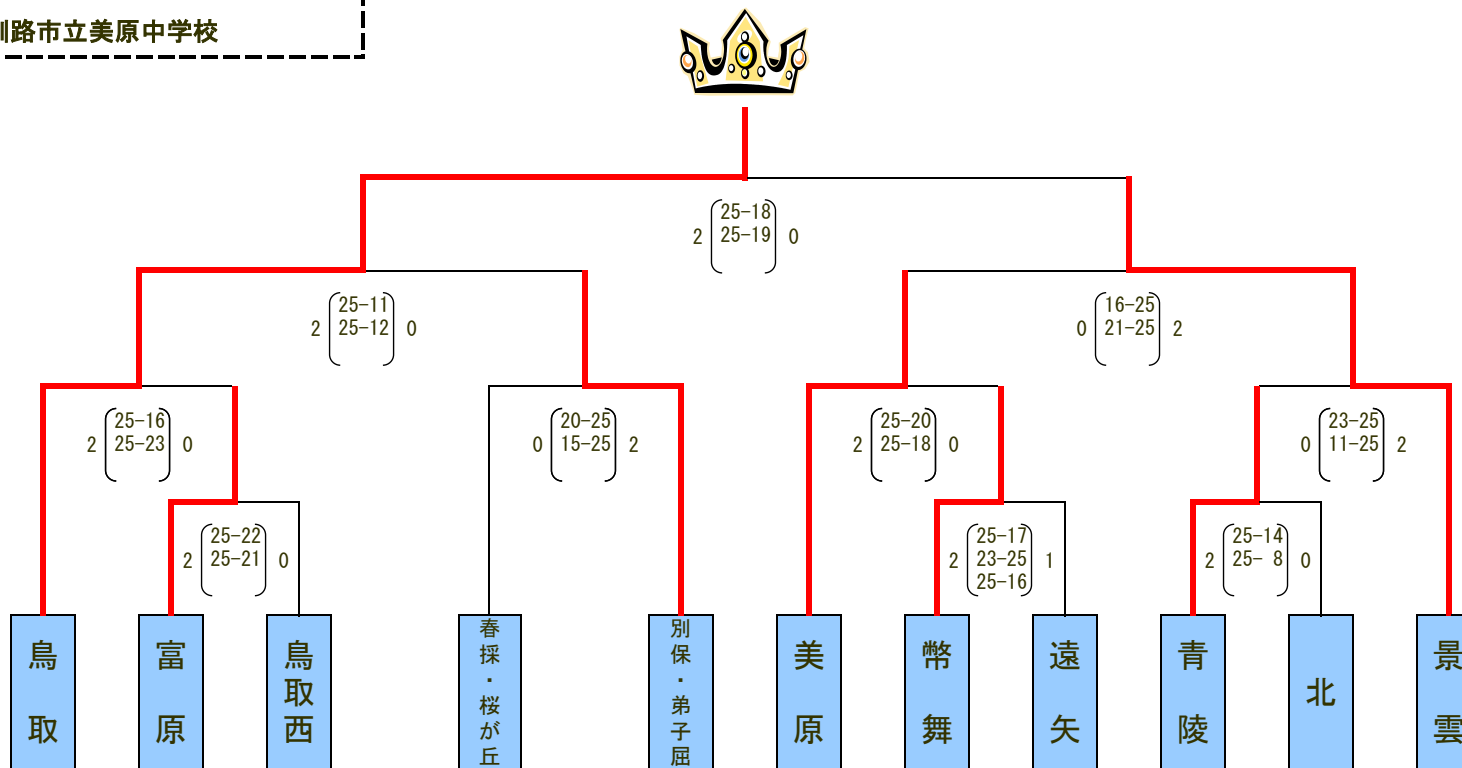 釧路市立美原中学校
25-18
2 25-19 0
25-11
2 25-12 0
16-25
0 21-25 2
25-16
2 25-23 0
20-25
0 15-25 2
25-20
2 25-18 0
23-25
0 11-25 2
25-22
2 25-21 0
25-17
2 23-25 1
25-16
25-14
2 25- 8 0
鳥取
富原
鳥取西
春採・桜が丘
別保・弟子屈
美原
幣舞
遠矢
青陵
北
景雲